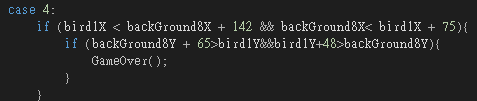 case 4:
if (bird1X < backGround8X + 142 && backGround8X< bird1X + 75){
if (backGround8Y + 65>bird1Y&&bird1Y+48>backGround8Y){
GameOver();
}
}